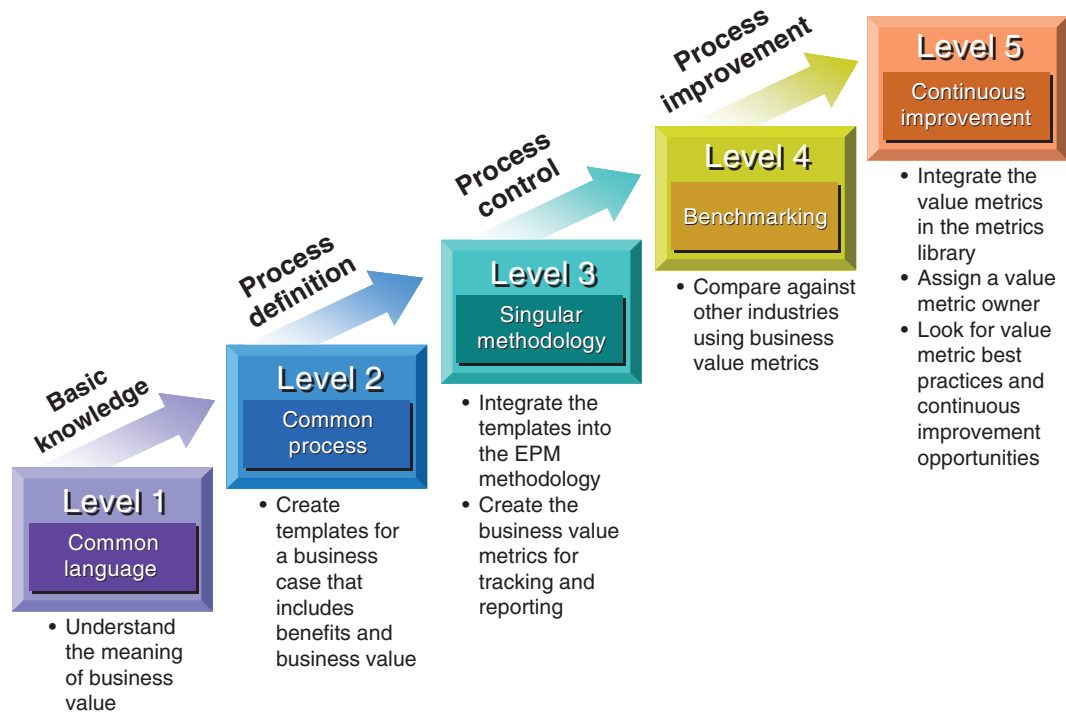 Level 1
Common
language
• Understand
the meaning
of business
value
Basic
knowledge
Level 2
Common
process
• Create
templates for
a business
case that
includes
benefits and
business value
Process
definition
Level 3
Singular
methodology
• Integrate the
templates into
the EPM
methodology
• Create the
business value
metrics for
tracking and
reporting
Process
control
Level 4
Benchmarking
• Compare against
other industries
using business
value metrics
Process
improvement
Level 5
Continuous
improvement
• Integrate the
value metrics
in the metrics
library
• Assign a value
metric owner
• Look for value
metric best
practices and
continuous
improvement
opportunities